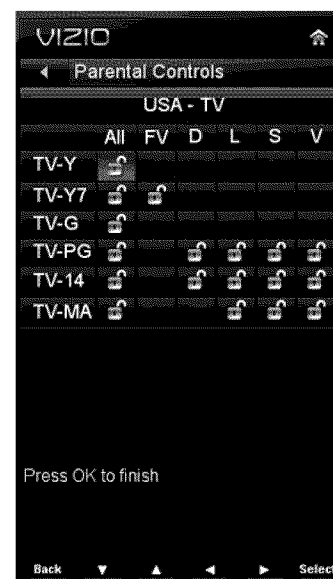 VIZIO
Parental Controls
USA - TV
All FV D L S V
TV-Y
TV-Y7
TV-G
TV-PG
TV-14
TV-MA
Press OK to finish
Back Select